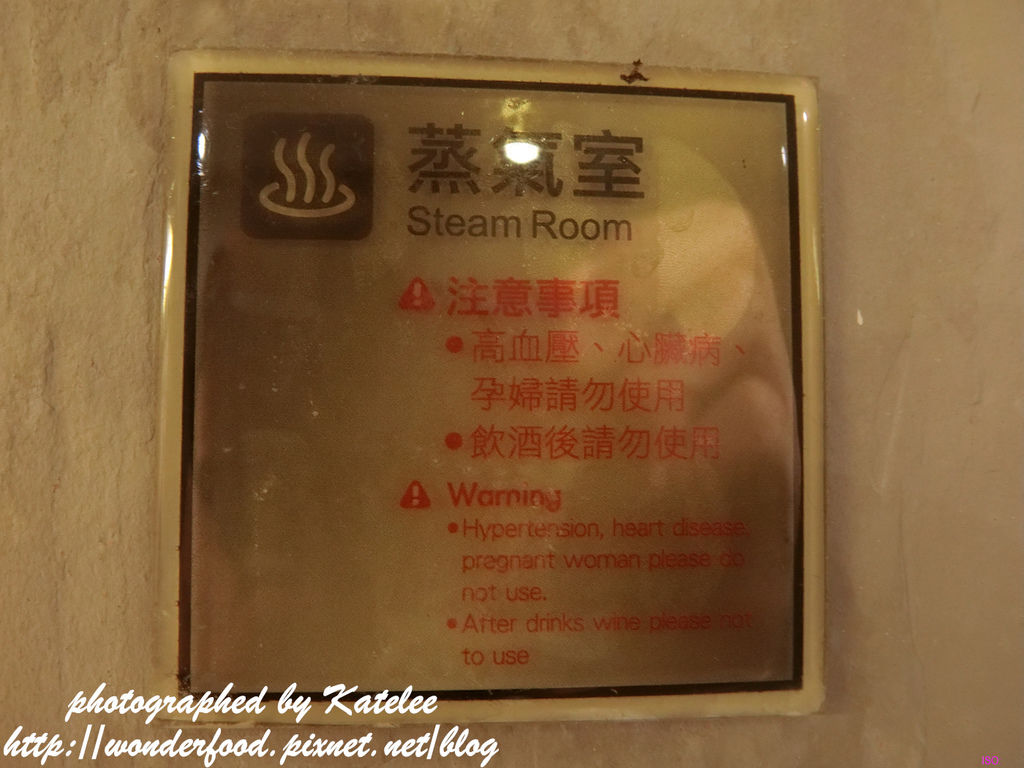 蒸氣室
Steam Room
注意事項
•高血壓、心臟病、
孕婦請勿使用
•飲酒後請勿使用
Warning
•Hypertension, heart disease,
pregnant woman please do
not use.
•After drinks wine please not
to use
photographed by Katelee
http://wonderfood.pixnet.net/blog